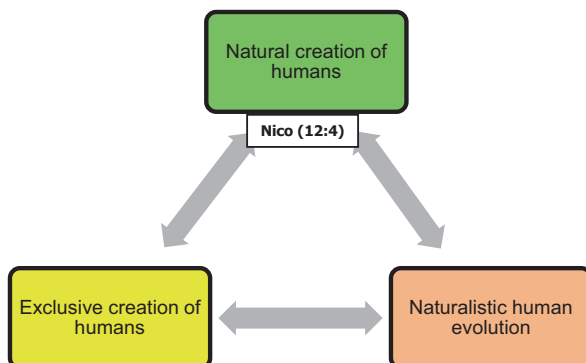 Natural creation of
humans
Nico (12:4)
Exclusive creation of
humans
Naturalistic human
evolution